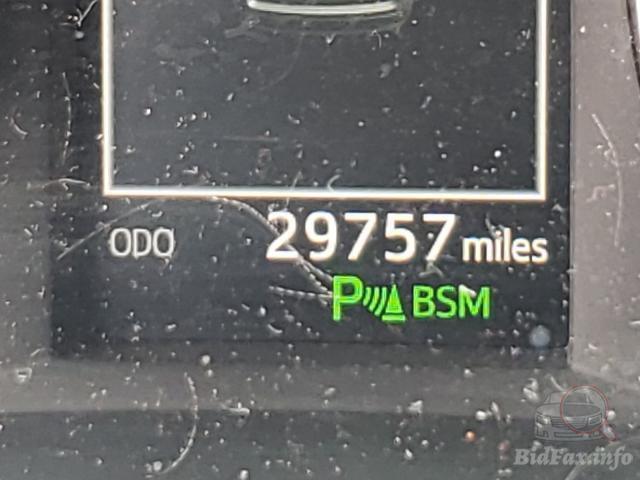 ODO 29757 miles
P BSM
BidFax.info